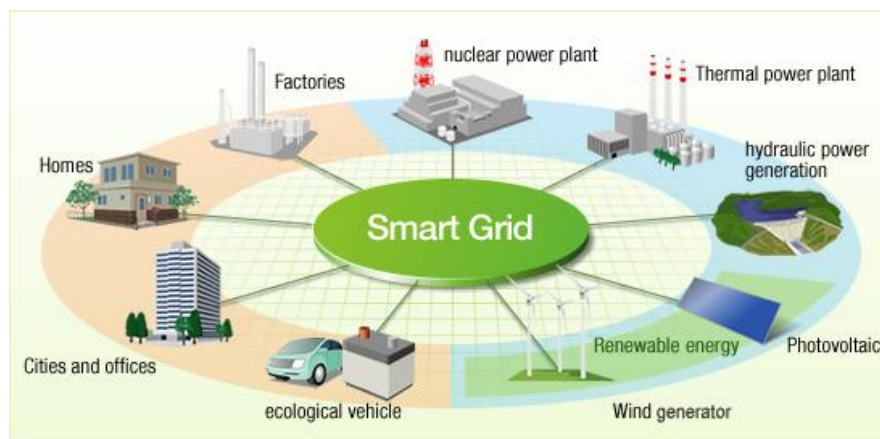 nuclear power plant
Factories
Thermal power plant
Homes
hydraulic power
generation
Smart Grid
Renewable energy
Photovoltaic
Cities and offices
ecological vehicle
Wind generator